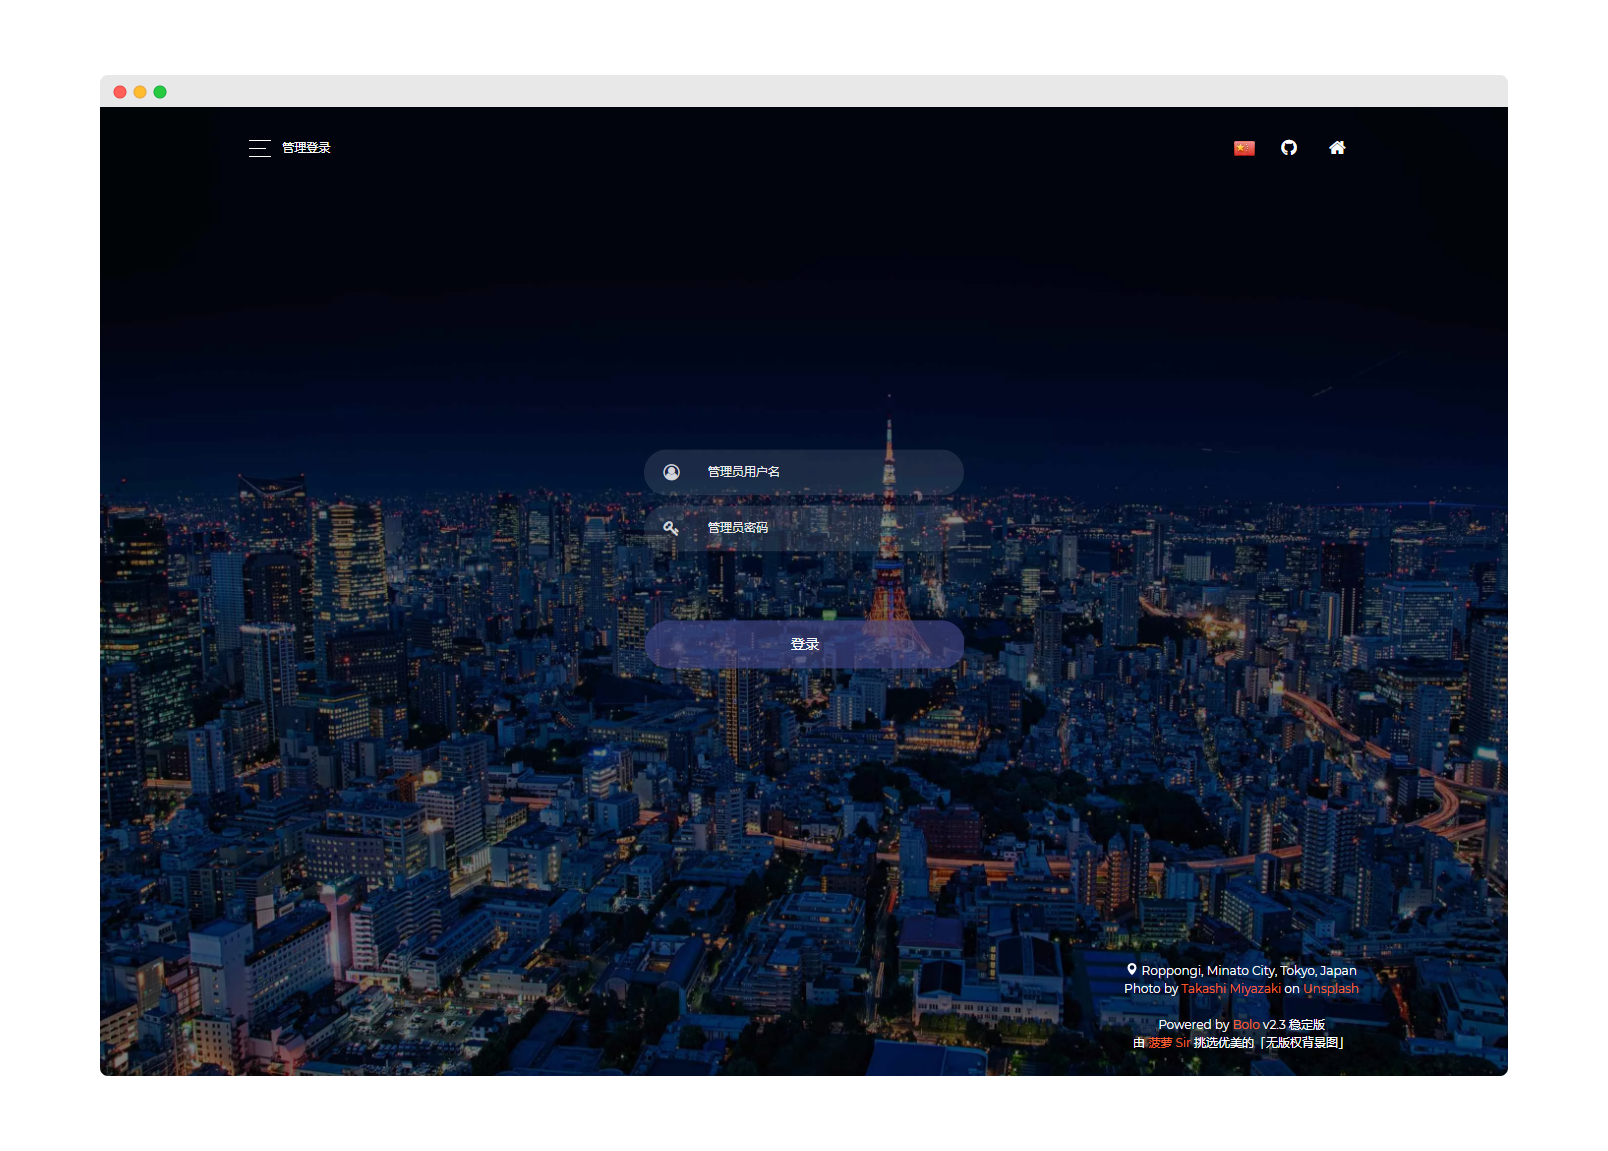 管理登录
管理员用户名
管理员密码
登录
Roppongi, Minato City, Tokyo, Japan
Photo by Takashi Miyazaki on Unsplash
Powered by Bolo v2.3 稳定版
由 菠萝 Sir 挑选优美的「无版权背景图」